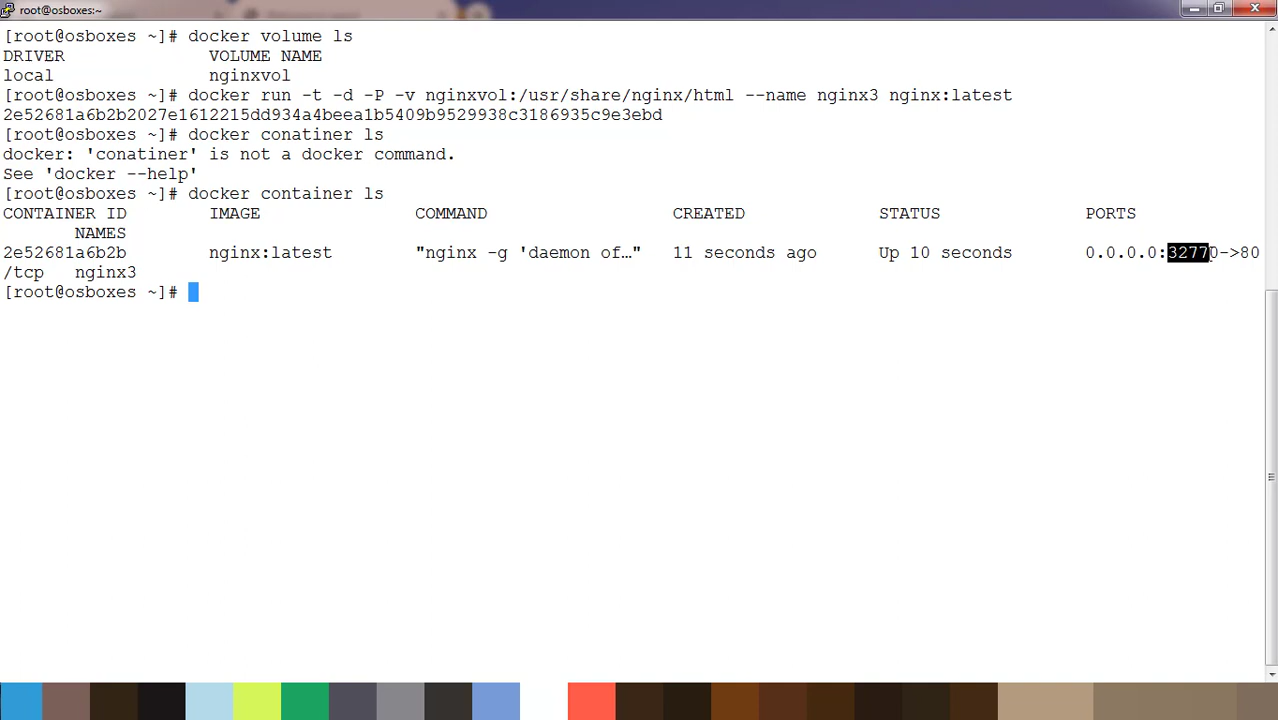 root@osboxes:~
[root@osboxes ~]# docker volume ls
DRIVER              VOLUME NAME
local               nginxvol
[root@osboxes ~]# docker run -t -d -P -v nginxvol:/usr/share/nginx/html --name nginx3 nginx:latest
2e52681a6b2b2027e1612215dd934a4beea1b5409b9529938c3186935c9e3ebd
[root@osboxes ~]# docker conatiner ls
docker: 'conatiner' is not a docker command.
See 'docker --help'
[root@osboxes ~]# docker container ls
CONTAINER ID        IMAGE               COMMAND                  CREATED             STATUS              PORTS
       NAMES
2e52681a6b2b        nginx:latest        "nginx -g 'daemon of…"   11 seconds ago      Up 10 seconds       0.0.0.0:32770->80
/tcp   nginx3
[root@osboxes ~]#